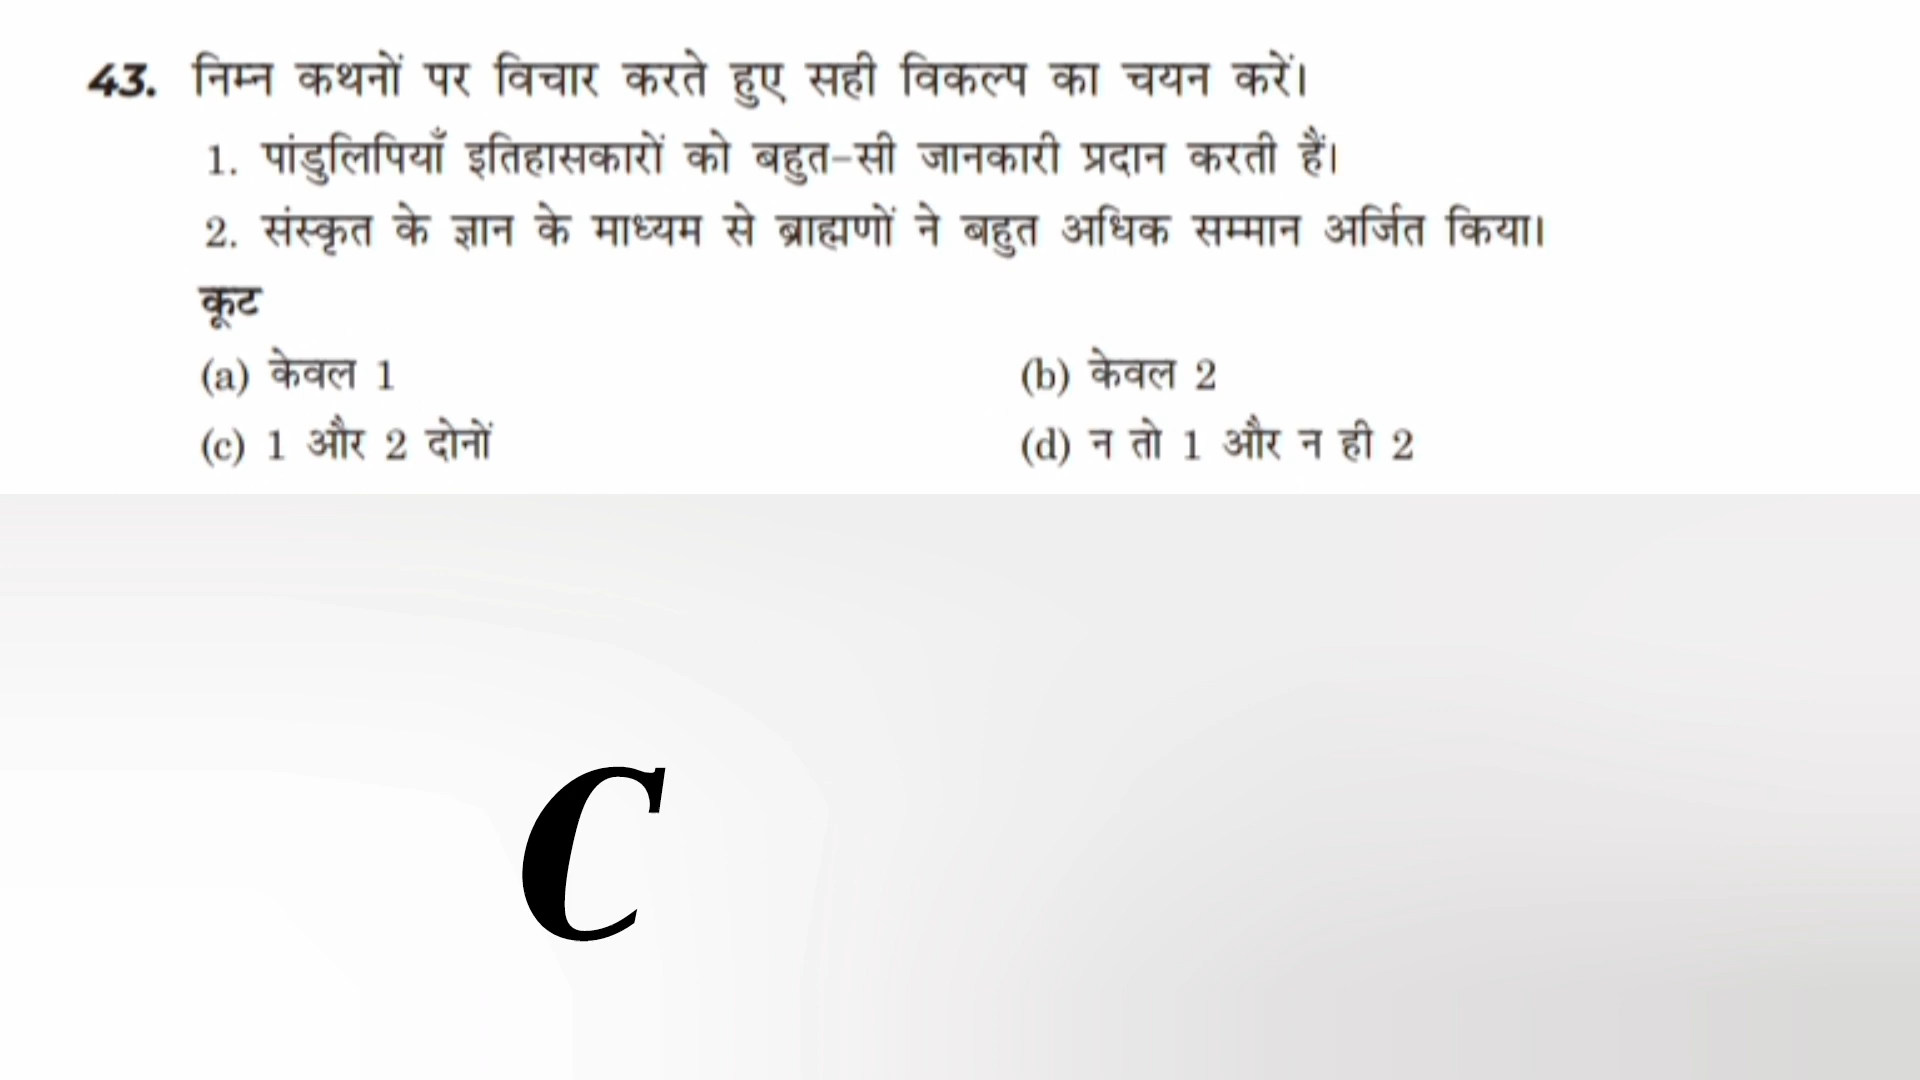 43. निम्न कथनों पर विचार करते हुए सही विकल्प का चयन करें।
1. पांडुलिपियाँ इतिहासकारों को बहुत-सी जानकारी प्रदान करती हैं।
2. संस्कृत के ज्ञान के माध्यम से ब्राह्मणों ने बहुत अधिक सम्मान अर्जित किया।
कूट
(a) केवल 1 (b) केवल 2
(c) 1 और 2 दोनों (d) न तो 1 और न ही 2
C